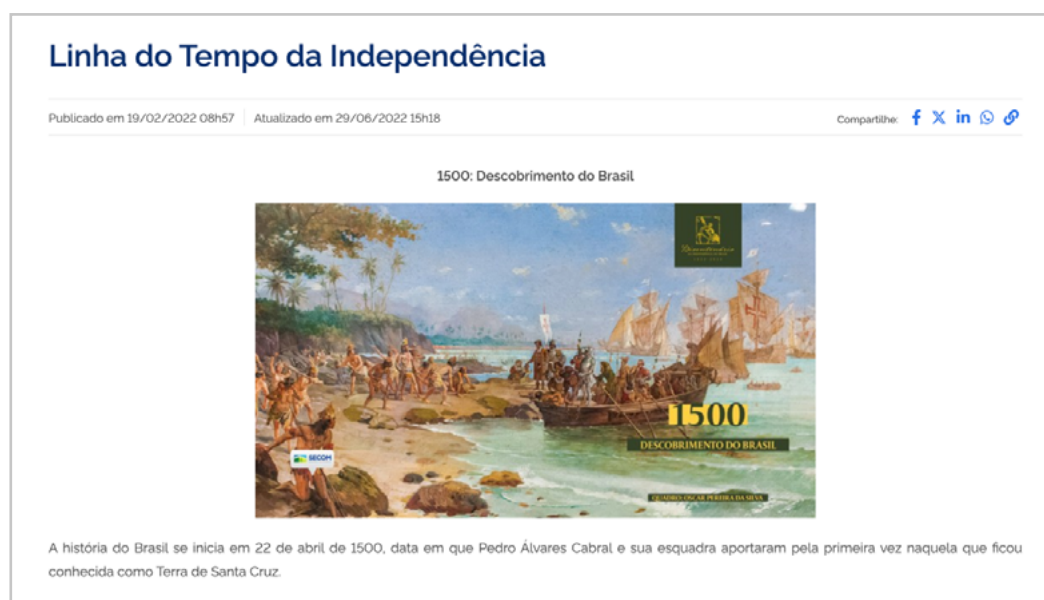 Linha do Tempo da Independência
Publicado em 19/02/2022 08h57 Atualizado em 29/06/2022 15h18 Compartilhe:
1500: Descobrimento do Brasil
1500
DESCOBRIMENTO DO BRASIL
SECOM
QUADRO: OSCAR PEREIRA DA SILVA
A história do Brasil se inicia em 22 de abril de 1500, data em que Pedro Álvares Cabral e sua esquadra aportaram pela primeira vez naquela que ficou
conhecida como Terra de Santa Cruz.